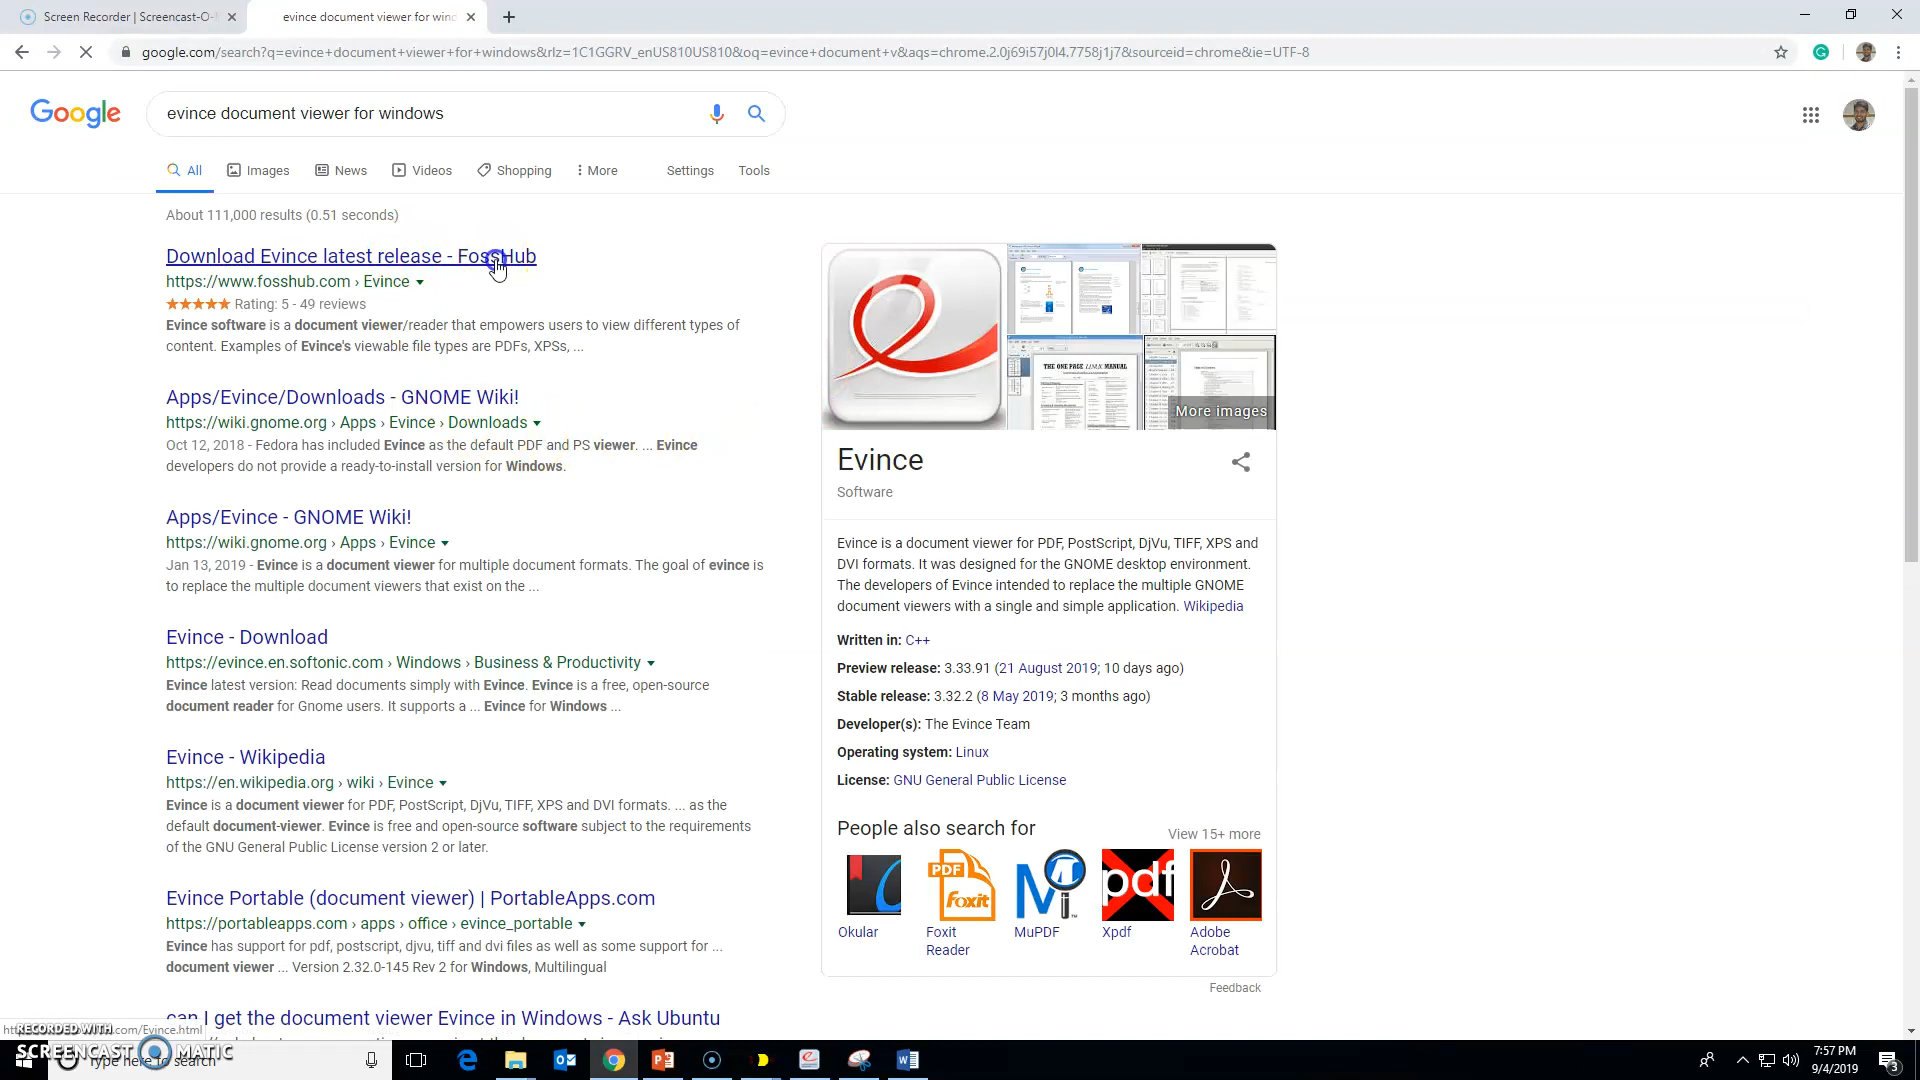 Screen Recorder | Screencast-O-
evince document viewer for wind
google.com/search?q=evince+document+viewer+for+windows&rlz=1C1GGRV_enUS810US810&oq=evince+document+v&aqs=chrome.2.0j69i57j0l4.7758j1j7&sourceid=chrome&ie=UTF-8
Google
evince document viewer for windows
All Images News Videos Shopping More Settings Tools
About 111,000 results (0.51 seconds)
Download Evince latest release - FossHub
https://www.fosshub.com › Evince
Rating: 5 - 49 reviews
Evince software is a document viewer/reader that empowers users to view different types of
content. Examples of Evince's viewable file types are PDFs, XPSs, ...
Apps/Evince/Downloads - GNOME Wiki!
https://wiki.gnome.org › Apps › Evince › Downloads
Oct 12, 2018 - Fedora has included Evince as the default PDF and PS viewer. ... Evince
developers do not provide a ready-to-install version for Windows.
Apps/Evince - GNOME Wiki!
https://wiki.gnome.org › Apps › Evince
Jan 13, 2019 - Evince is a document viewer for multiple document formats. The goal of evince is
to replace the multiple document viewers that exist on the ...
Evince - Download
https://evince.en.softonic.com › Windows › Business & Productivity
Evince latest version: Read documents simply with Evince. Evince is a free, open-source
document reader for Gnome users. It supports a ... Evince for Windows ...
Evince - Wikipedia
https://en.wikipedia.org › wiki › Evince
Evince is a document viewer for PDF, PostScript, DjVu, TIFF, XPS and DVI formats. ... as the
default document-viewer. Evince is free and open-source software subject to the requirements
of the GNU General Public License version 2 or later.
Evince Portable (document viewer) | PortableApps.com
https://portableapps.com › apps › office › evince_portable
Evince has support for pdf, postscript, djvu, tiff and dvi files as well as some support for ...
document viewer ... Version 2.32.0-145 Rev 2 for Windows, Multilingual
can I get the document viewer Evince in Windows - Ask Ubuntu
THE ONE PAGE LINUX MANUAL
More images
Evince
Software
Evince is a document viewer for PDF, PostScript, DjVu, TIFF, XPS and
DVI formats. It was designed for the GNOME desktop environment.
The developers of Evince intended to replace the multiple GNOME
document viewers with a single and simple application. Wikipedia
Written in: C++
Preview release: 3.33.91 (21 August 2019; 10 days ago)
Stable release: 3.32.2 (8 May 2019; 3 months ago)
Developer(s): The Evince Team
Operating system: Linux
License: GNU General Public License
People also search for
View 15+ more
PDF
Foxit
pdf
Okular
Foxit
Reader
MuPDF
Xpdf
Adobe
Acrobat
Feedback
.com/Evince.html
RECORDED WITH
SCREENCAST MATIC
Type here to search
7:57 PM
9/4/2019
3